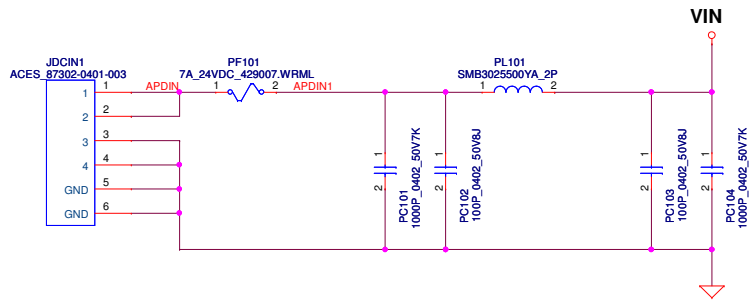 VIN
JDCIN1
ACES_87302-0401-003
PF101
7A_24VDC_429007.WRML
PL101
SMB3025500YA_2P
1 1 APDIN 1 2 APDIN1 1 2
2 2
3 3
4 4
GND 5
GND 6
1 2 PC101 1000P_0402_50V7K
1 2 PC102 100P_0402_50V8J
1 2 PC103 100P_0402_50V8J
1 2 PC104 1000P_0402_50V7K